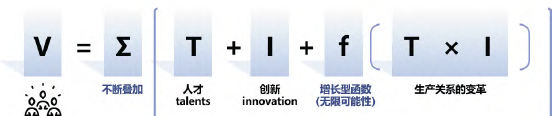 V = Σ [ T + I + f ( T × I ) ]
不断叠加 人才 创新 增长型函数 生产关系的变革
talents innovation (无限可能性)